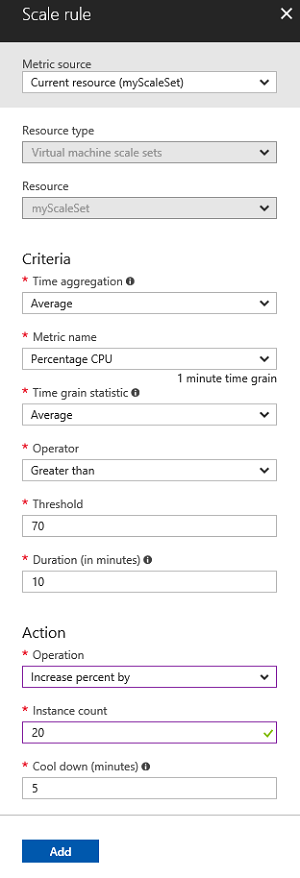 Scale rule
Metric source
Current resource (myScaleSet)
Resource type
Virtual machine scale sets
Resource
myScaleSet
Criteria
* Time aggregation
Average
* Metric name
Percentage CPU
1 minute time grain
* Time grain statistic
Average
* Operator
Greater than
* Threshold
70
* Duration (in minutes)
10
Action
* Operation
Increase percent by
* Instance count
20
* Cool down (minutes)
5
Add